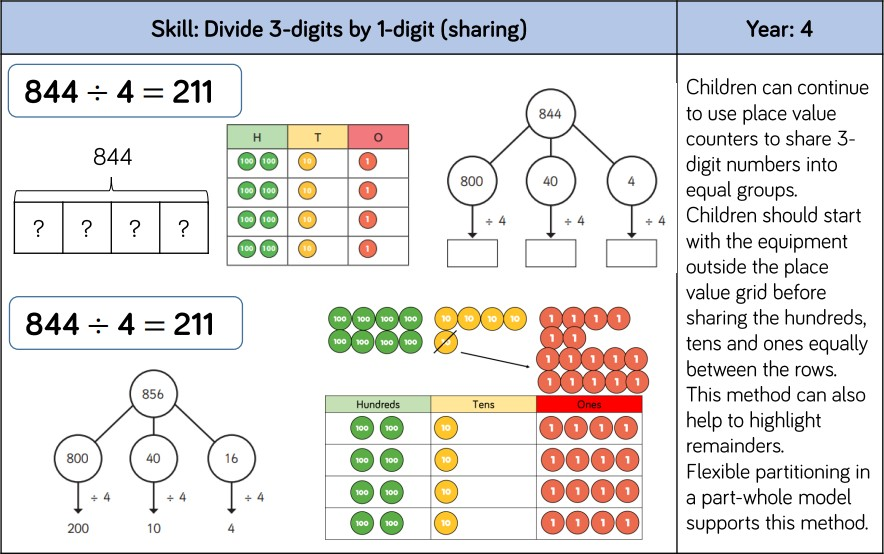 Skill: Divide 3-digits by 1-digit (sharing)
Year: 4
844 ÷ 4 = 211
844
? ? ? ?
H T O
100 100 10 1
100 100 10 1
100 100 10 1
100 100 10 1
844
800 40 4
÷ 4 ÷ 4 ÷ 4
844 ÷ 4 = 211
856
800 40 16
÷ 4 ÷ 4 ÷ 4
200 10 4
100 100 100 100 10 10 10 10 1 1 1 1
100 100 100 100 10 1 1
1 1 1 1 1
1 1 1 1 1
Hundreds Tens Ones
100 100 10 1 1 1 1
100 100 10 1 1 1 1
100 100 10 1 1 1 1
100 100 10 1 1 1 1
Children can continue
to use place value
counters to share 3-
digit numbers into
equal groups.
Children should start
with the equipment
outside the place
value grid before
sharing the hundreds,
tens and ones equally
between the rows.
This method can also
help to highlight
remainders.
Flexible partitioning in
a part-whole model
supports this method.